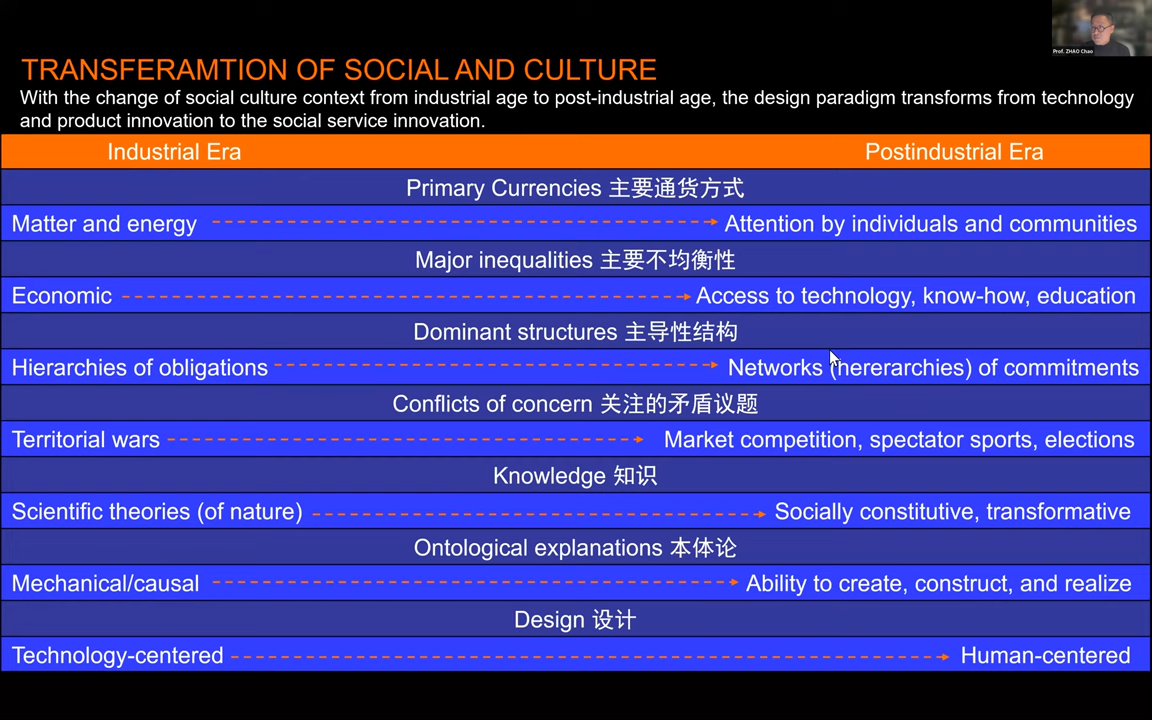 Prof. ZHAO Chao
TRANSFERAMTION OF SOCIAL AND CULTURE
With the change of social culture context from industrial age to post-industrial age, the design paradigm transforms from technology
and product innovation to the social service innovation.
Industrial Era Postindustrial Era
Primary Currencies 主要通货方式
Matter and energy Attention by individuals and communities
Major inequalities 主要不均衡性
Economic Access to technology, know-how, education
Dominant structures 主导性结构
Hierarchies of obligations Networks (hererarchies) of commitments
Conflicts of concern 关注的矛盾议题
Territorial wars Market competition, spectator sports, elections
Knowledge 知识
Scientific theories (of nature) Socially constitutive, transformative
Ontological explanations 本体论
Mechanical/causal Ability to create, construct, and realize
Design 设计
Technology-centered Human-centered